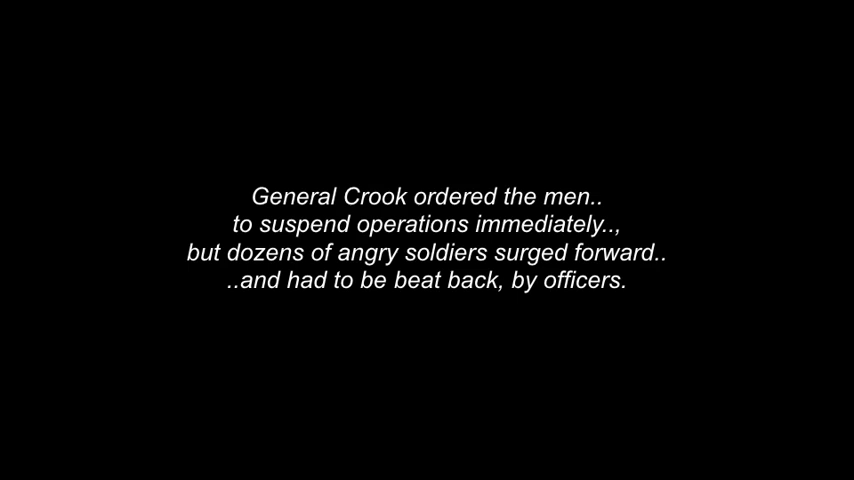 General Crook ordered the men..
to suspend operations immediately..,
but dozens of angry soldiers surged forward..
..and had to be beat back, by officers.